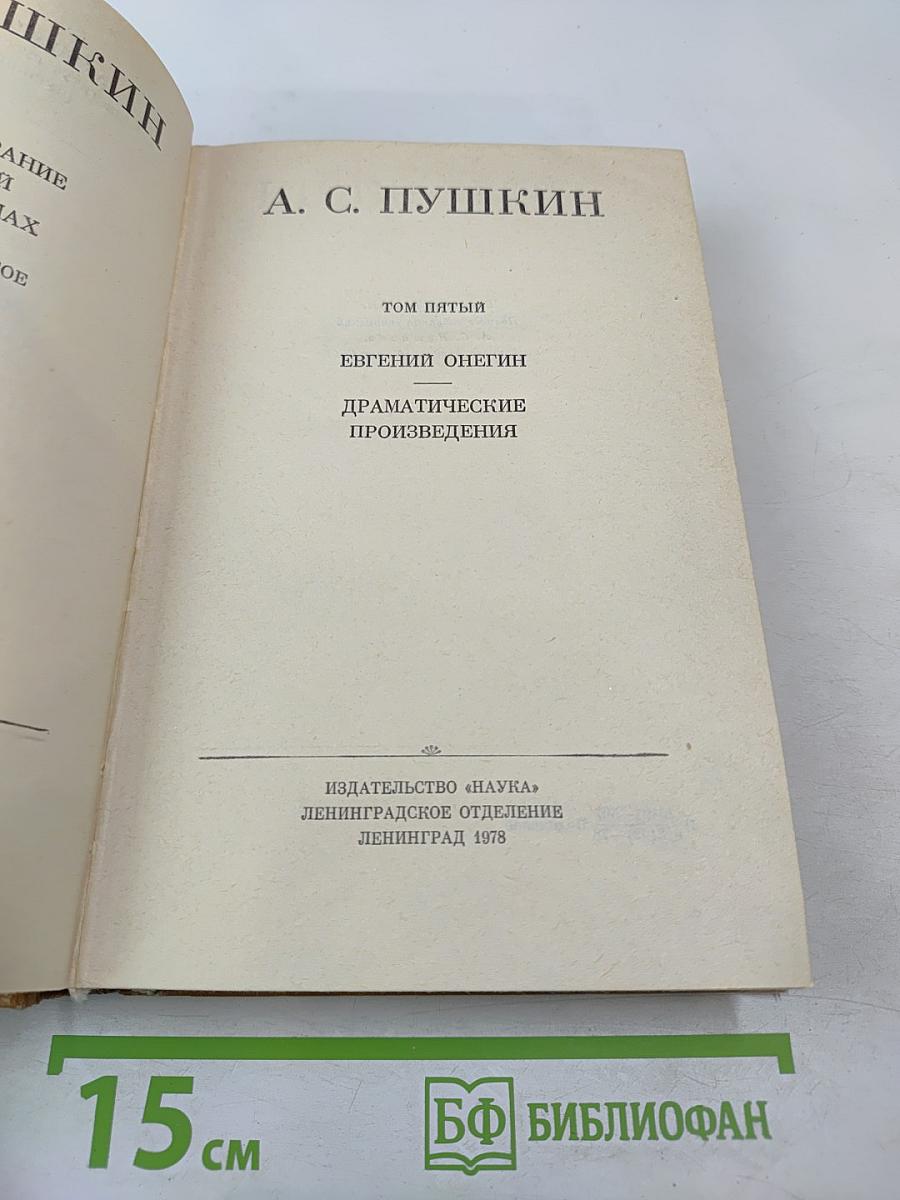 А. С. ПУШКИН
ТОМ ПЯТЫЙ
ЕВГЕНИЙ ОНЕГИН
ДРАМАТИЧЕСКИЕ
ПРОИЗВЕДЕНИЯ
ИЗДАТЕЛЬСТВО «НАУКА»
ЛЕНИНГРАДСКОЕ ОТДЕЛЕНИЕ
ЛЕНИНГРАД 1978
15 см
БФ БИБЛИОФАН